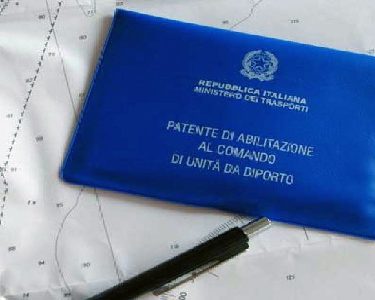 REPUBBLICA ITALIANA
MINISTERO DEI TRASPORTI
PATENTE DI ABILITAZIONE
AL COMANDO
DI UNITÀ DA DIPORTO